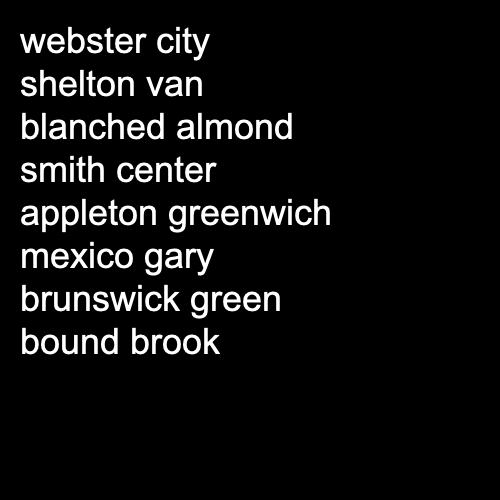 webster city
shelton van
blanched almond
smith center
appleton greenwich
mexico gary
brunswick green
bound brook